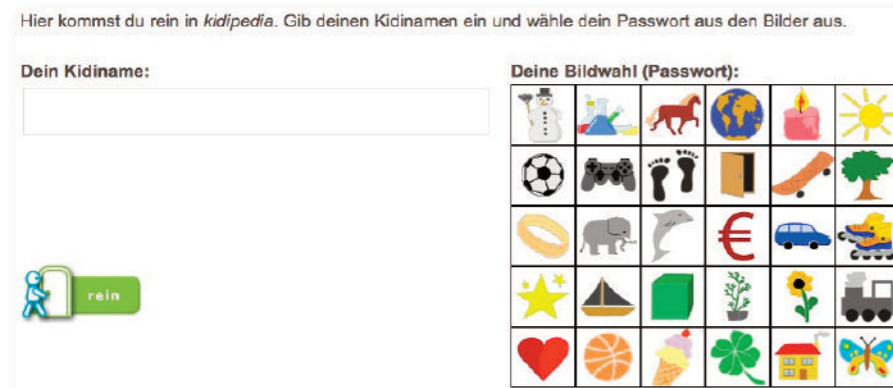 Hier kommst du rein in kidipedia. Gib deinen Kidinamen ein und wähle dein Passwort aus den Bilder aus.
Dein Kidiname:
Deine Bildwahl (Passwort):
€
rein